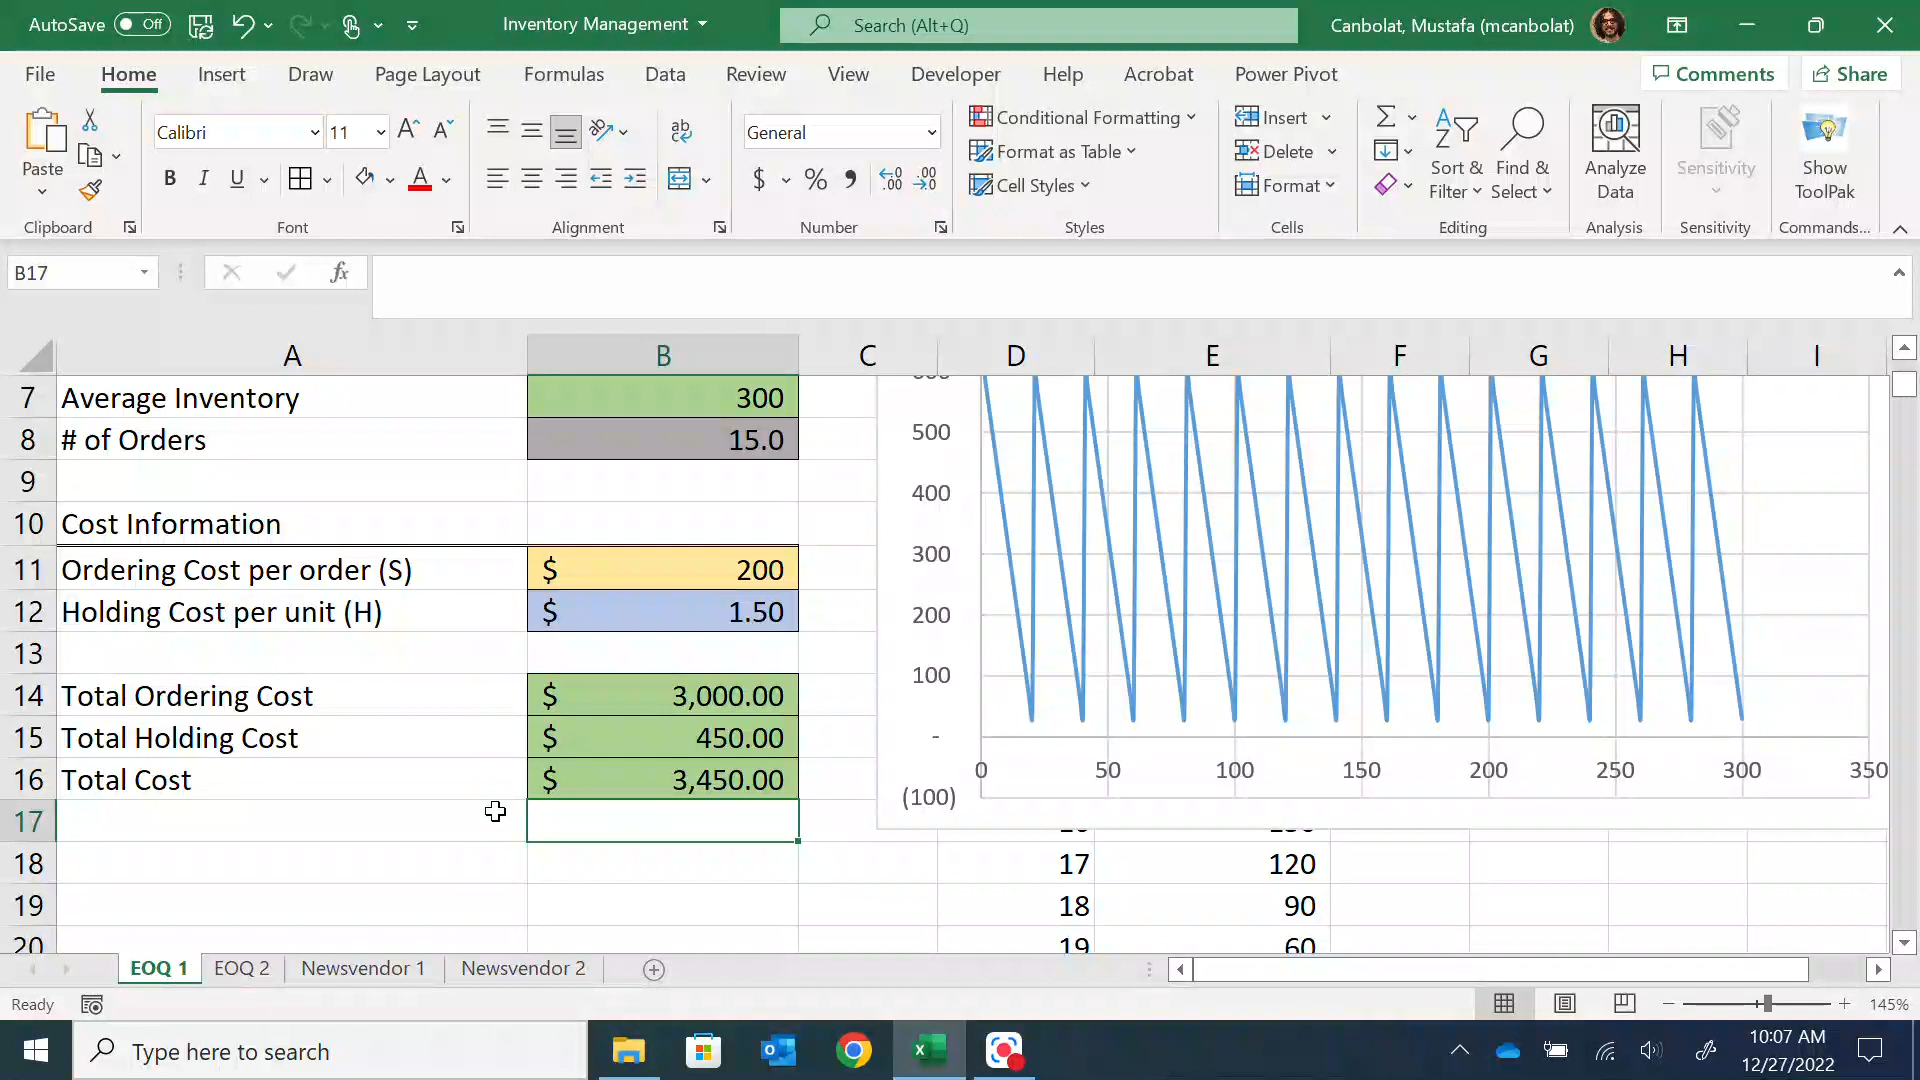 AutoSave Off Inventory Management Search (Alt+Q) Canbolat, Mustafa (mcanbolat)
File Home Insert Draw Page Layout Formulas Data Review View Developer Help Acrobat Power Pivot Comments Share
Calibri 11 General Conditional Formatting Insert
Paste Format as Table Delete Sort & Filter Find & Select Analyze Data Sensitivity Show ToolPak
B I U A $ % Cell Styles Format
Clipboard Font Alignment Number Styles Cells Editing Analysis Sensitivity Commands...
B17 fx
A B C D E F G H I
7 Average Inventory 300
8 # of Orders 15.0
9
10 Cost Information
11 Ordering Cost per order (S) $ 200
12 Holding Cost per unit (H) $ 1.50
13
14 Total Ordering Cost $ 3,000.00
15 Total Holding Cost $ 450.00
16 Total Cost $ 3,450.00
17
18 17 120
19 18 90
20 19 60
500
400
300
200
100
-
0 50 100 150 200 250 300 350
(100)
EOQ 1 EOQ 2 Newsvendor 1 Newsvendor 2
Ready 145%
Type here to search 10:07 AM
12/27/2022